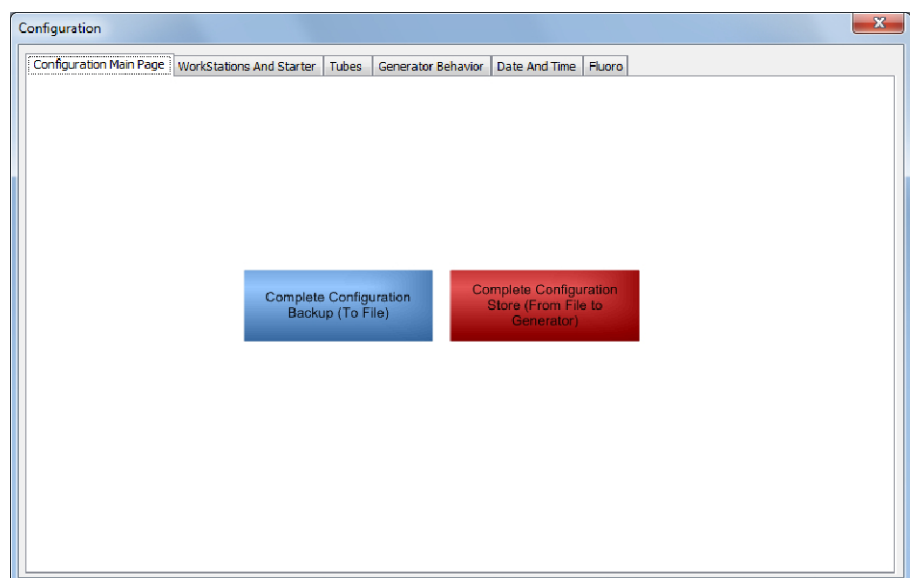 Configuration
Configuration Main Page WorkStations And Starter Tubes Generator Behavior Date And Time Fluoro
Complete Configuration
Backup (To File)
Complete Configuration
Store (From File to
Generator)